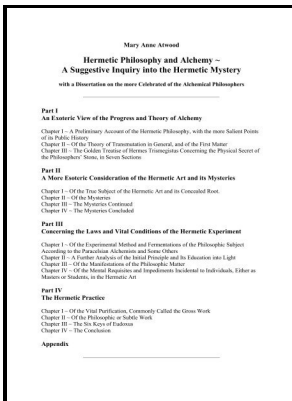 Mary Anne Atwood
Hermetic Philosophy and Alchemy ~
A Suggestive Inquiry into the Hermetic Mystery
with a Dissertation on the more Celebrated of the Alchemical Philosophers
Part I
An Exoteric View of the Progress and Theory of Alchemy
Chapter I – A Preliminary Account of the Hermetic Philosophy, with the more Salient Points
of its Public History
Chapter II – Of the Theory of Transmutation in General, and of the First Matter
Chapter III – The Golden Treatise of Hermes Trismegistus Concerning the Physical Secret of
the Philosophers’ Stone, in Seven Sections
Part II
A More Esoteric Consideration of the Hermetic Art and its Mysteries
Chapter I – Of the True Subject of the Hermetic Art and its Concealed Root.
Chapter II – Of the Mysteries
Chapter III – The Mysteries Continued
Chapter IV – The Mysteries Concluded
Part III
Concerning the Laws and Vital Conditions of the Hermetic Experiment
Chapter I – Of the Experimental Method and Fermentations of the Philosophic Subject
According to the Paracelsian Alchemists and Some Others
Chapter II – A Further Analysis of the Initial Principle and Its Education into Light
Chapter III – Of the Manifestations of the Philosophic Matter
Chapter IV – Of the Mental Requisites and Impediments Incidental to Individuals, Either as
Masters or Students, in the Hermetic Art
Part IV
The Hermetic Practice
Chapter I – Of the Vital Purification, Commonly Called the Gross Work
Chapter II – Of the Philosophic or Subtle Work
Chapter III – The Six Keys of Eudoxus
Chapter IV – The Conclusion
Appendix